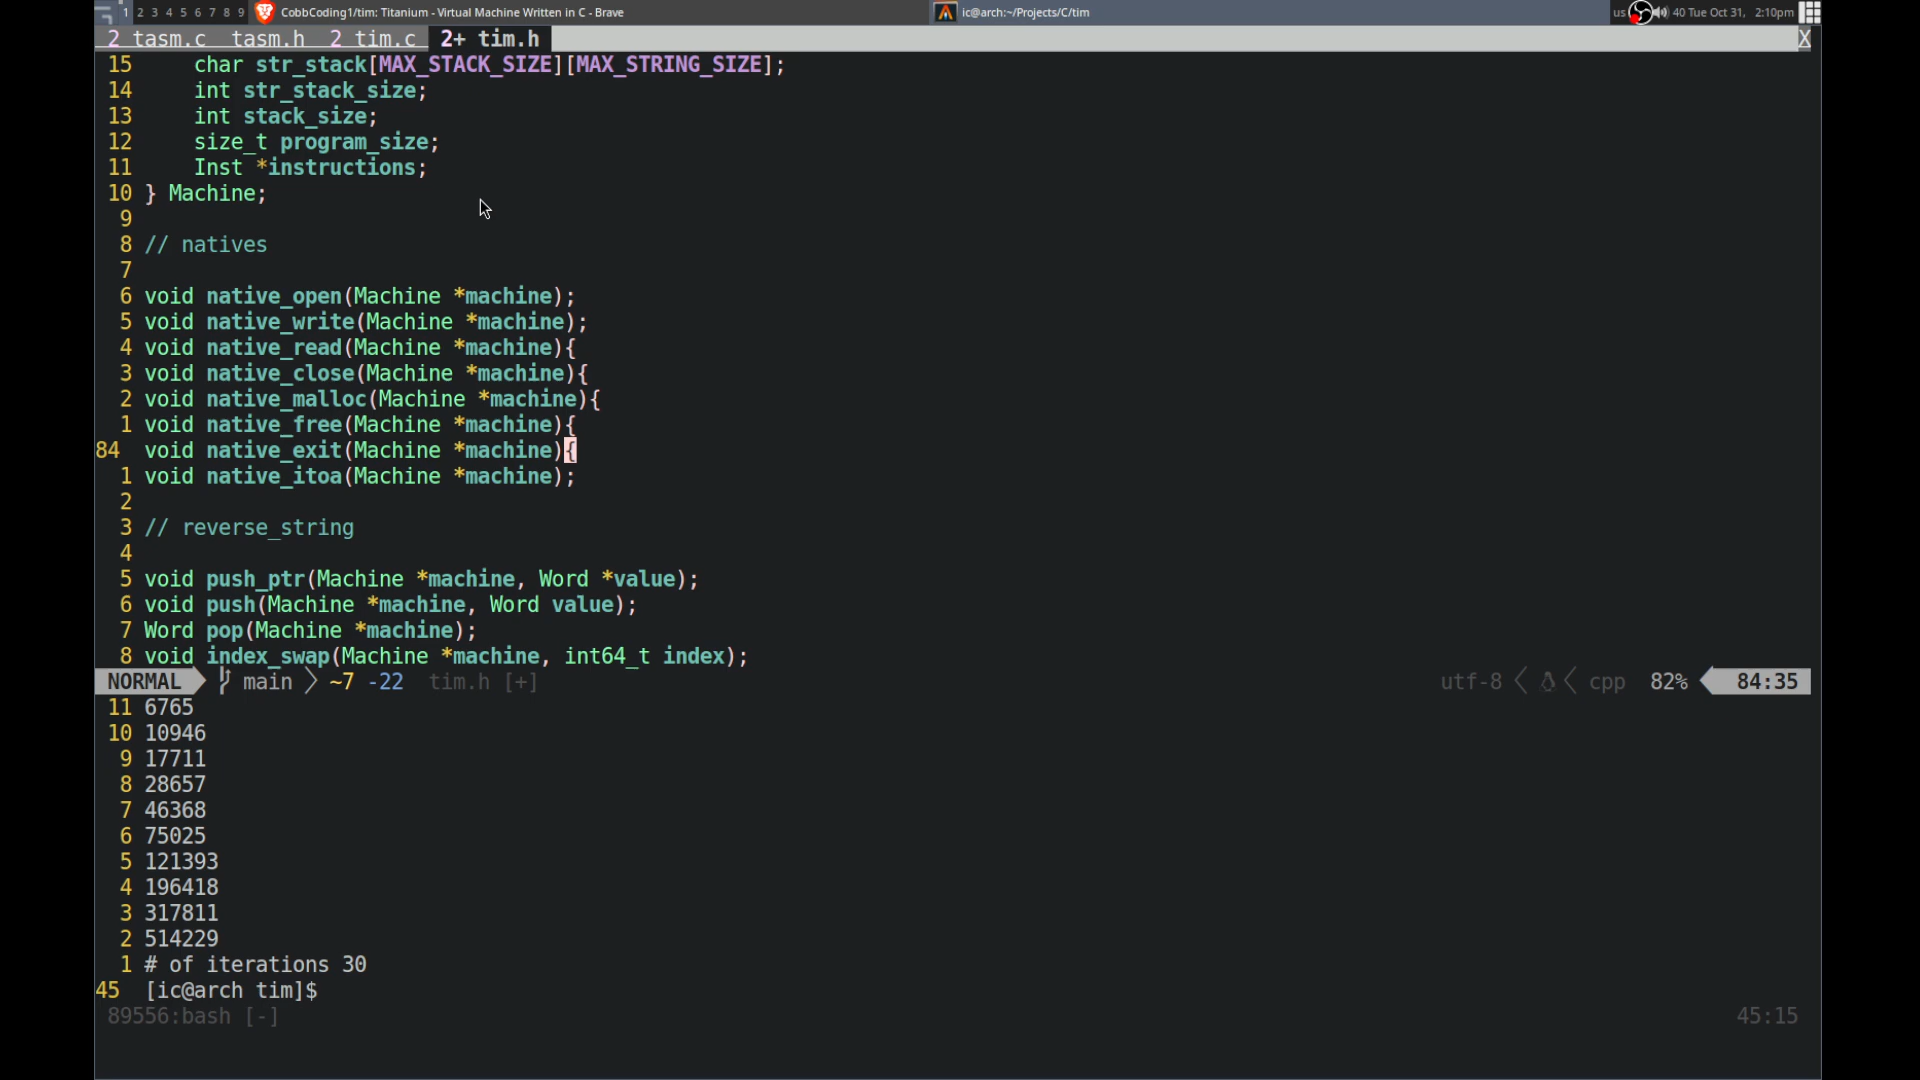 1 2 3 4 5 6 7 8 9 CobbCoding1/tim: Titanium - Virtual Machine Written in C - Brave ic@arch:~/Projects/C/tim us 40 Tue Oct 31, 2:10pm
2 tasm.c tasm.h 2 tim.c 2+ tim.h X
15 char str_stack[MAX_STACK_SIZE][MAX_STRING_SIZE];
14 int str_stack_size;
13 int stack_size;
12 size_t program_size;
11 Inst *instructions;
10 } Machine;
9
8 // natives
7
6 void native_open(Machine *machine);
5 void native_write(Machine *machine);
4 void native_read(Machine *machine){
3 void native_close(Machine *machine){
2 void native_malloc(Machine *machine){
1 void native_free(Machine *machine){
84 void native_exit(Machine *machine){
1 void native_itoa(Machine *machine);
2
3 // reverse_string
4
5 void push_ptr(Machine *machine, Word *value);
6 void push(Machine *machine, Word value);
7 Word pop(Machine *machine);
8 void index_swap(Machine *machine, int64_t index);
NORMAL main ~7 -22 tim.h [+] utf-8 cpp 82% 84:35
11 6765
10 10946
9 17711
8 28657
7 46368
6 75025
5 121393
4 196418
3 317811
2 514229
1 # of iterations 30
45 [ic@arch tim]$
89556:bash [-] 45:15